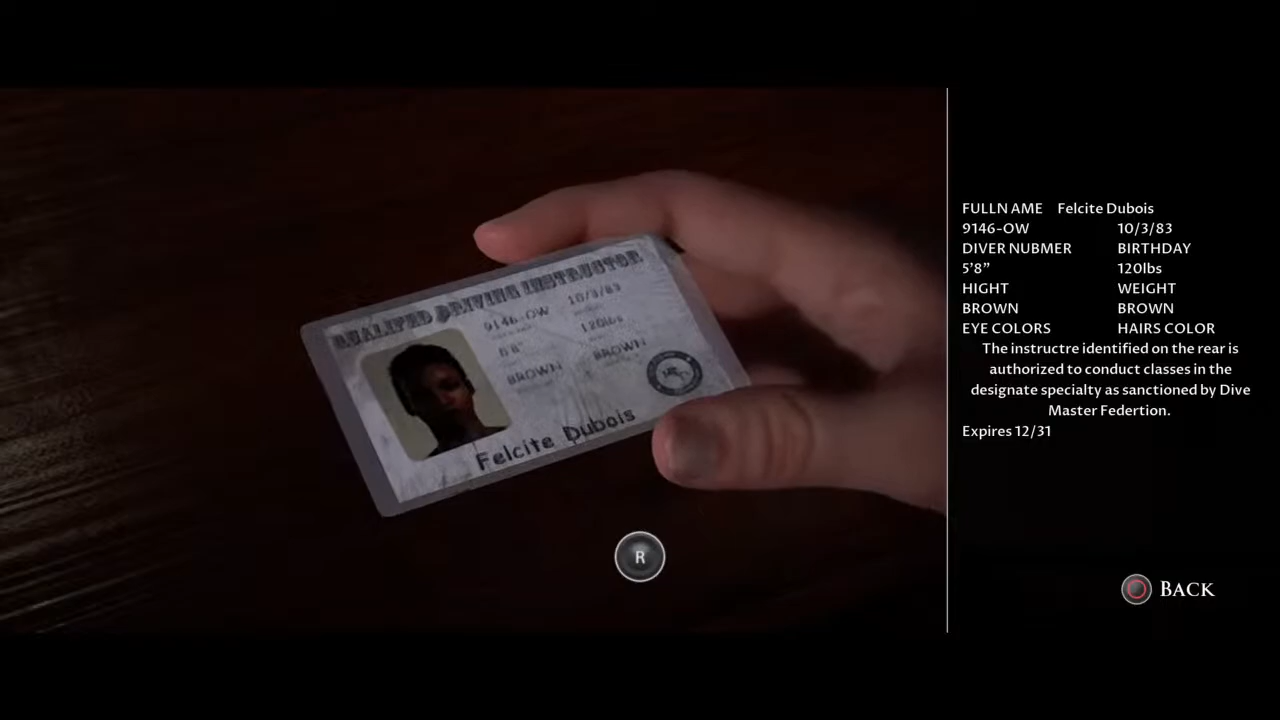 QUALIFED DRIVING INSTRUCTOR
9146-OW 10/3/83
5'8" 120lbs
BROWN BROWN
Felcite Dubois
R
FULLN AME Felcite Dubois
9146-OW 10/3/83
DIVER NUBMER BIRTHDAY
5’8” 120lbs
HIGHT WEIGHT
BROWN BROWN
EYE COLORS HAIRS COLOR
The instructre identified on the rear is
authorized to conduct classes in the
designate specialty as sanctioned by Dive
Master Federtion.
Expires 12/31
BACK